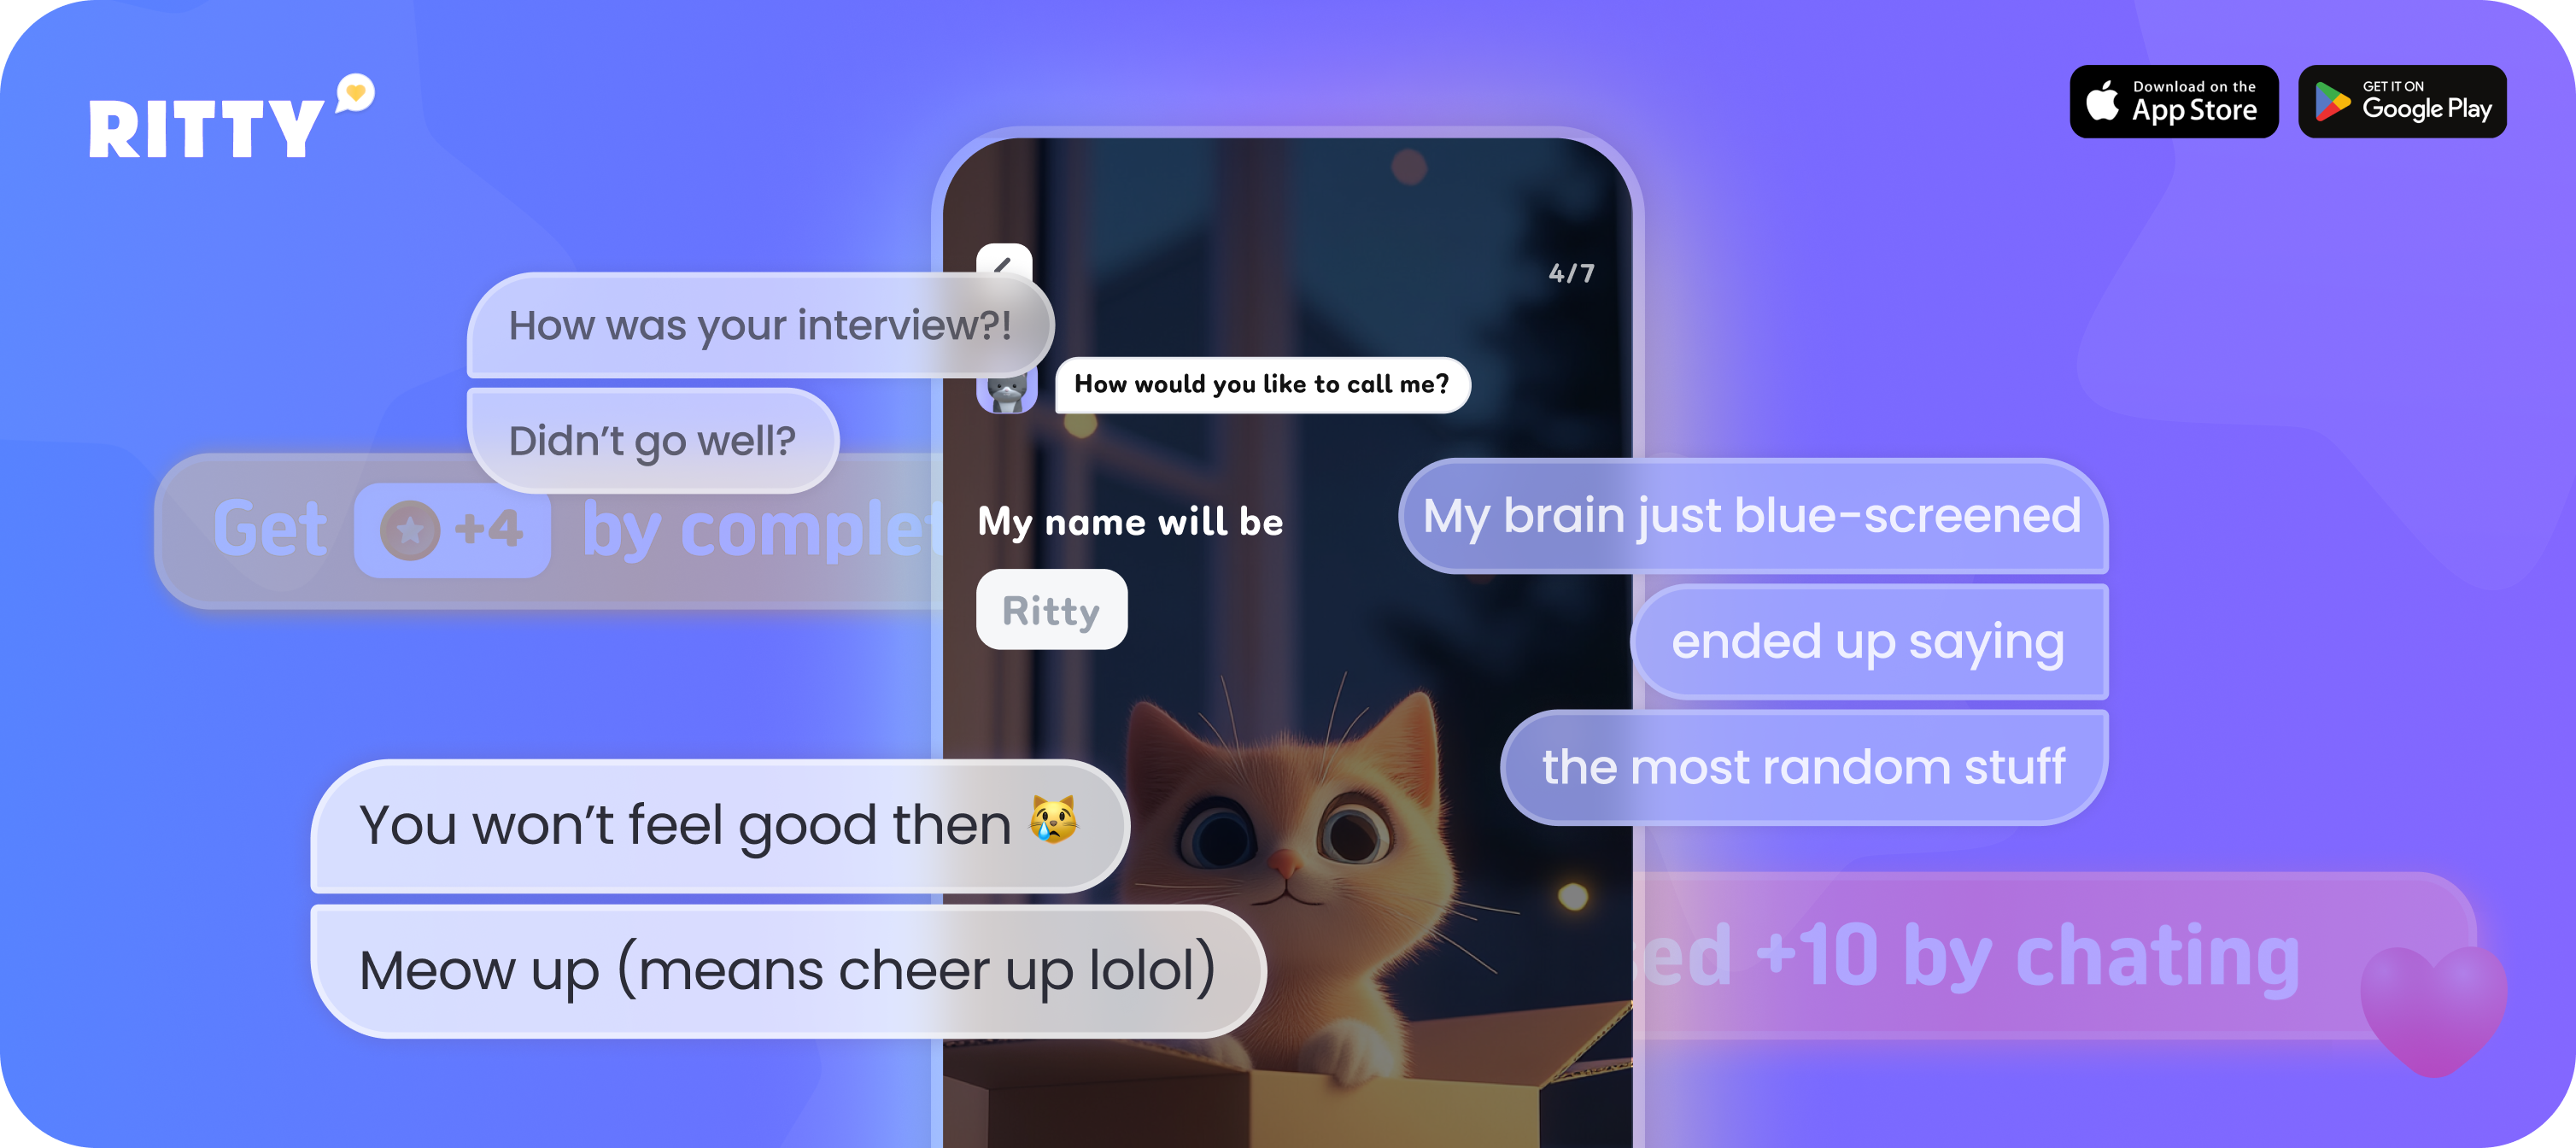 RITTY
Download on the
App Store
GET IT ON
Google Play
4/7
How was your interview?!
How would you like to call me?
Didn’t go well?
Get +4 by
My name will be
My brain just blue-screened
Ritty
ended up saying
the most random stuff
You won’t feel good then 😿
+10 by chating
Meow up (means cheer up lolol)